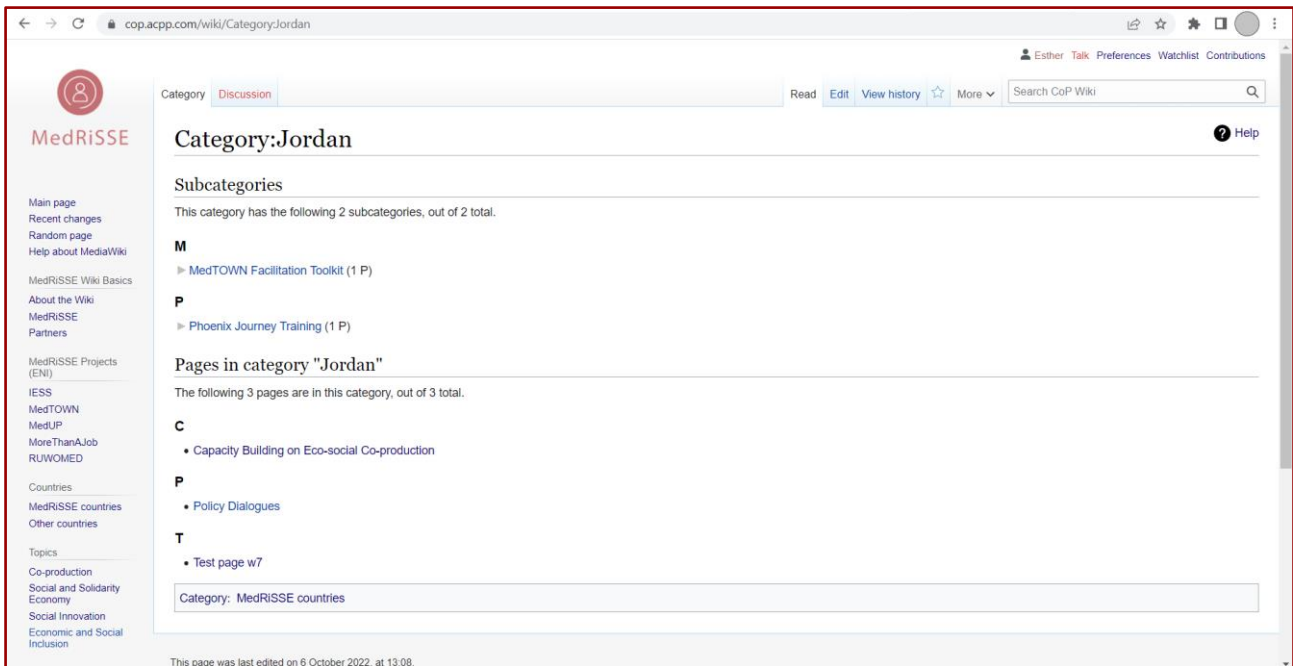 cop.acpp.com/wiki/Category:Jordan
Esther Talk Preferences Watchlist Contributions
Category Discussion Read Edit View history More Search CoP Wiki
MedRiSSE
Category:Jordan
Help
Subcategories
This category has the following 2 subcategories, out of 2 total.
M
MedTOWN Facilitation Toolkit (1 P)
P
Phoenix Journey Training (1 P)
Pages in category "Jordan"
The following 3 pages are in this category, out of 3 total.
C
• Capacity Building on Eco-social Co-production
P
• Policy Dialogues
T
• Test page w7
Category: MedRiSSE countries
This page was last edited on 6 October 2022, at 13:08.
Main page
Recent changes
Random page
Help about MediaWiki
MedRiSSE Wiki Basics
About the Wiki
MedRiSSE
Partners
MedRiSSE Projects
(ENI)
IESS
MedTOWN
MedUP
MoreThanAJob
RUWOMED
Countries
MedRiSSE countries
Other countries
Topics
Co-production
Social and Solidarity
Economy
Social Innovation
Economic and Social
Inclusion